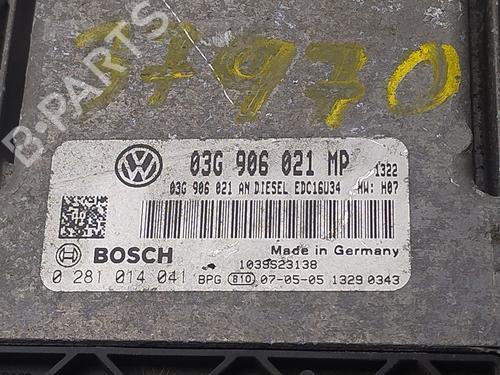 37970
B-PARTS
03G 906 021 MP 1322
03G 906 021 AN DIESEL EDC16U34 HW: H07
BOSCH
Made in Germany
1039S23138
0 281 014 041
BPG B10 07-05-05 1329 0343